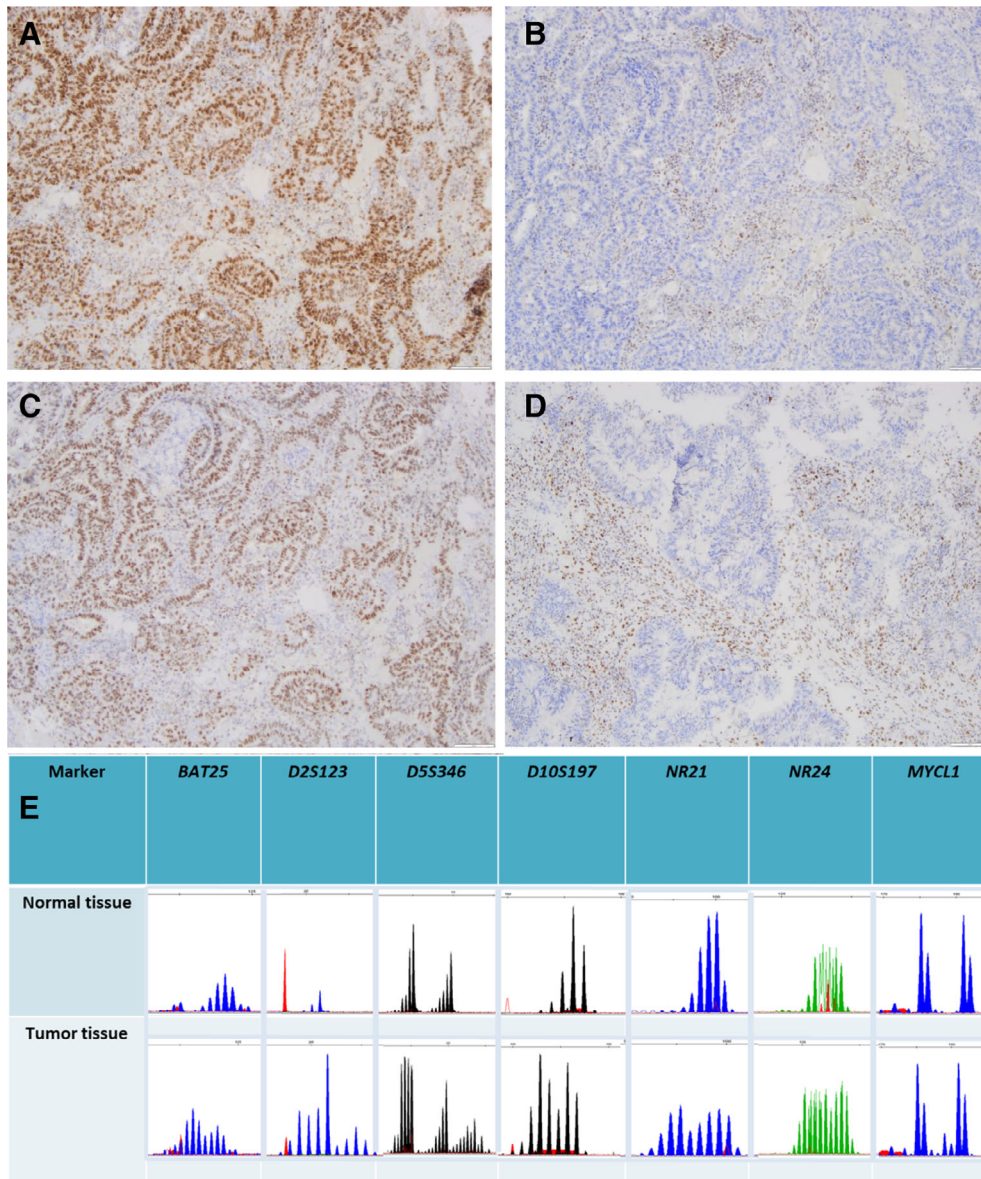 A
B
C
D
Marker BAT25 D2S123 D5S346 D10S197 NR21 NR24 MYCL1
E
Normal tissue
Tumor tissue